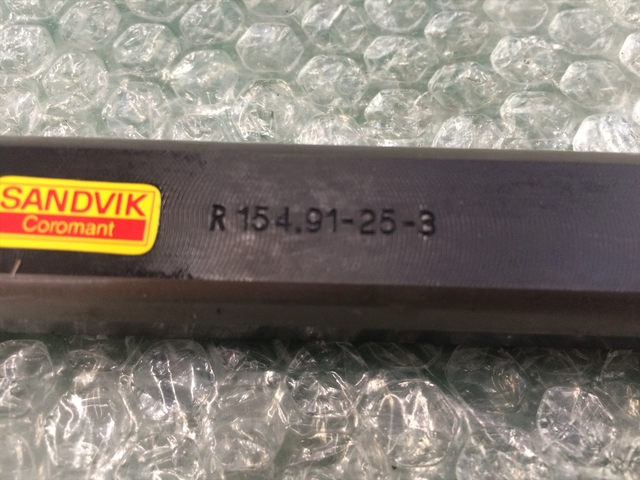 SANDVIK
Coromant
R 154.91-25-3